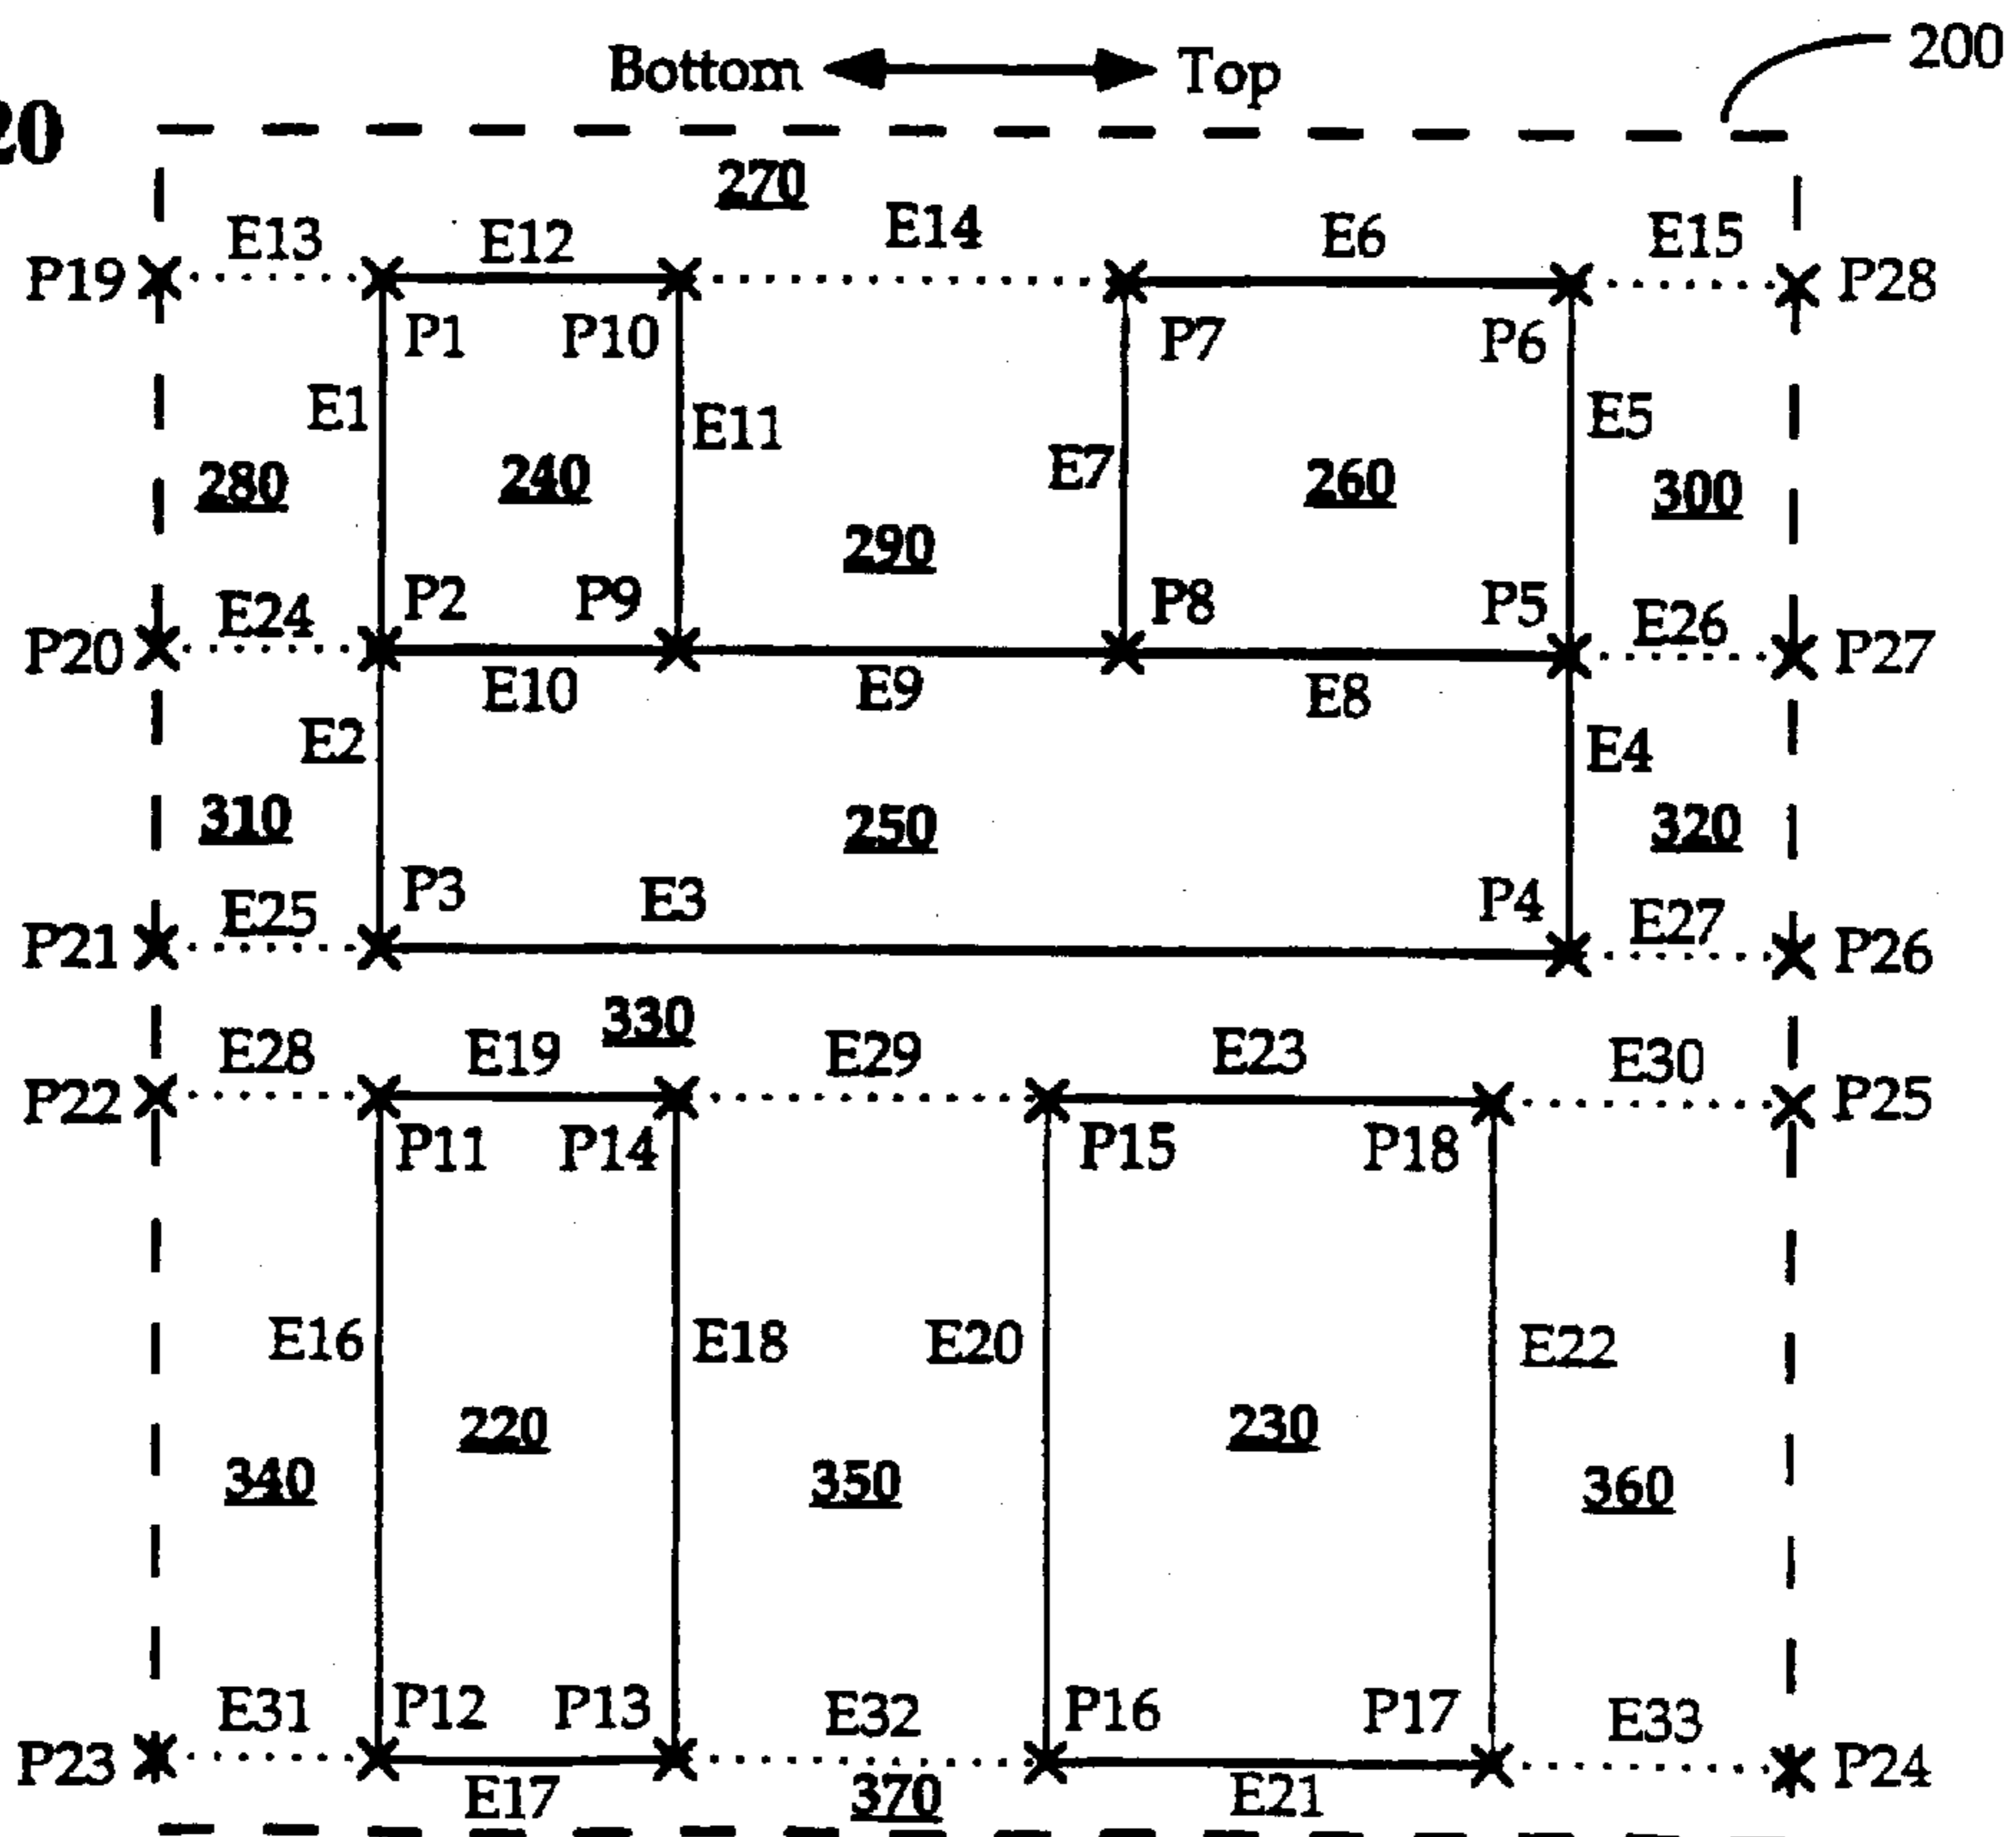 Bottom Top 200
20
270
E13 E12 E14 E6 E15
P19 P28
P1 P10 P7 P6
E1 E11 E7 E5
280 240 290 260 300
P2 P9 P8 P5
E24 E26
P20 P27
E10 E9 E8
E2 E4
310 250 320
P3 E3 P4
E25 E27
P21 P26
330
E28 E19 E29 E23 E30
P22 P25
P11 P14 P15 P18
E16 E18 E20 E22
220 230
340 350 360
P12 P13 P16 P17
E31 E32 E33
P23 P24
E17 370 E21